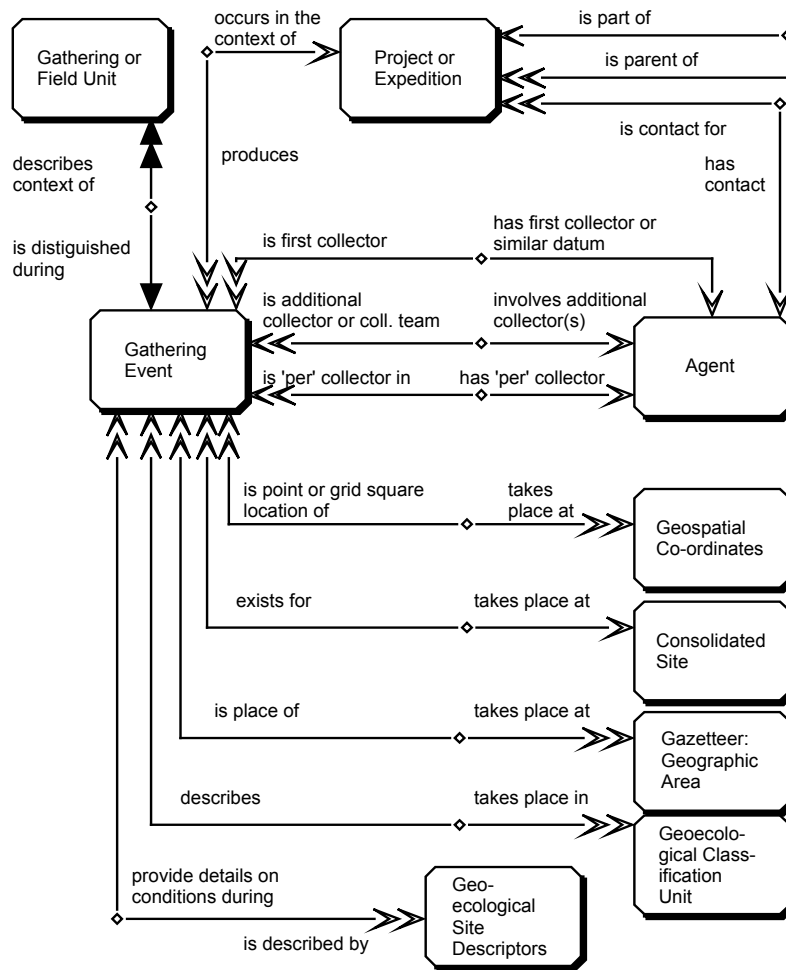 occurs in the
context of
is part of
Gathering or
Field Unit
Project or
Expedition
is parent of
is contact for
produces
describes
context of
has
contact
is distiguished
during
is first collector
has first collector or
similar datum
is additional
collector or coll. team
involves additional
collector(s)
Gathering
Event
Agent
is 'per' collector in
has 'per' collector
is point or grid square
location of
takes
place at
Geospatial
Co-ordinates
exists for
takes place at
Consolidated
Site
is place of
takes place at
Gazetteer:
Geographic
Area
describes
takes place in
Geoecolo-
gical Class-
ification
Unit
provide details on
conditions during
is described by
Geo-
ecological
Site
Descriptors